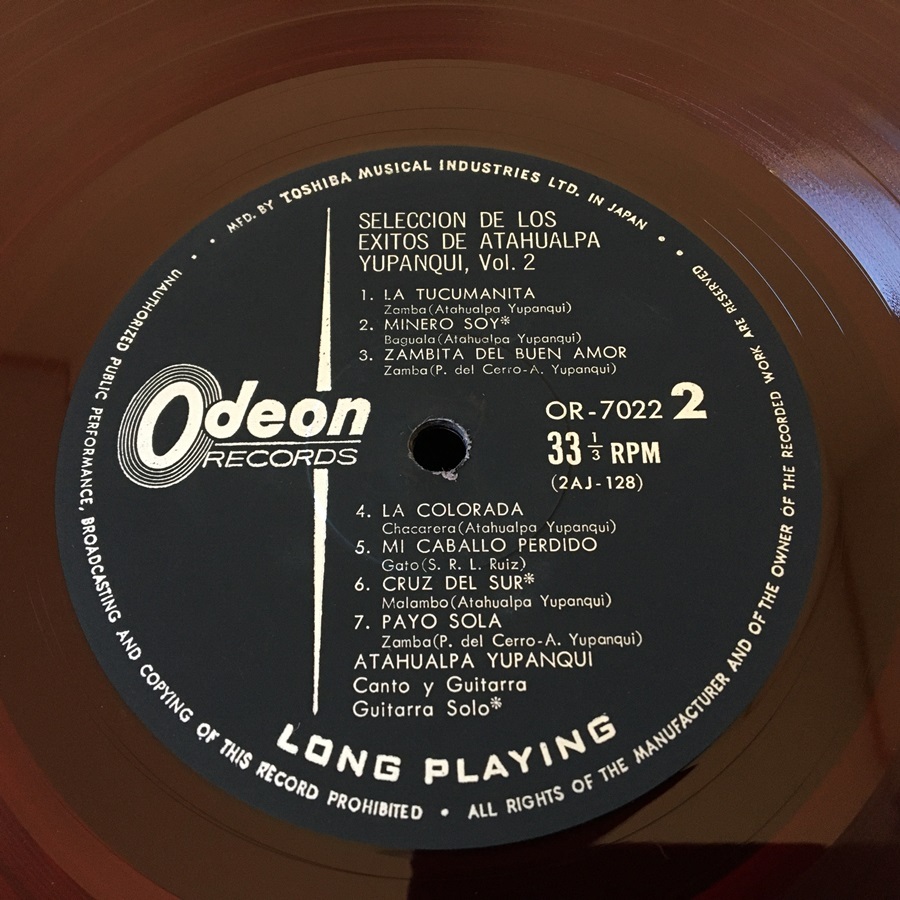 MFD. BY TOSHIBA MUSICAL INDUSTRIES LTD. IN JAPAN
SELECCION DE LOS
EXITOS DE ATAHUALPA
YUPANQUI, Vol. 2
1. LA TUCUMANITA
Zamba (Atahualpa Yupanqui)
2. MINERO SOY*
Baguala (Atahualpa Yupanqui)
3. ZAMBITA DEL BUEN AMOR
Zamba (P. del Cerro-A. Yupanqui)
Odeon
RECORDS
OR-7022 2
33 1/3 RPM
(2AJ-128)
4. LA COLORADA
Chacarera (Atahualpa Yupanqui)
5. MI CABALLO PERDIDO
Gato (S. R. L. Ruiz)
6. CRUZ DEL SUR*
Malambo (Atahualpa Yupanqui)
7. PAYO SOLA
Zamba (P. del Cerro-A. Yupanqui)
ATAHUALPA YUPANQUI
Canto y Guitarra
Guitarra Solo*
LONG PLAYING
UNAUTHORIZED PUBLIC PERFORMANCE, BROADCASTING AND COPYING OF THIS RECORD PROHIBITED • ALL RIGHTS OF THE MANUFACTURER AND OF THE OWNER OF THE RECORDED WORK ARE RESERVED